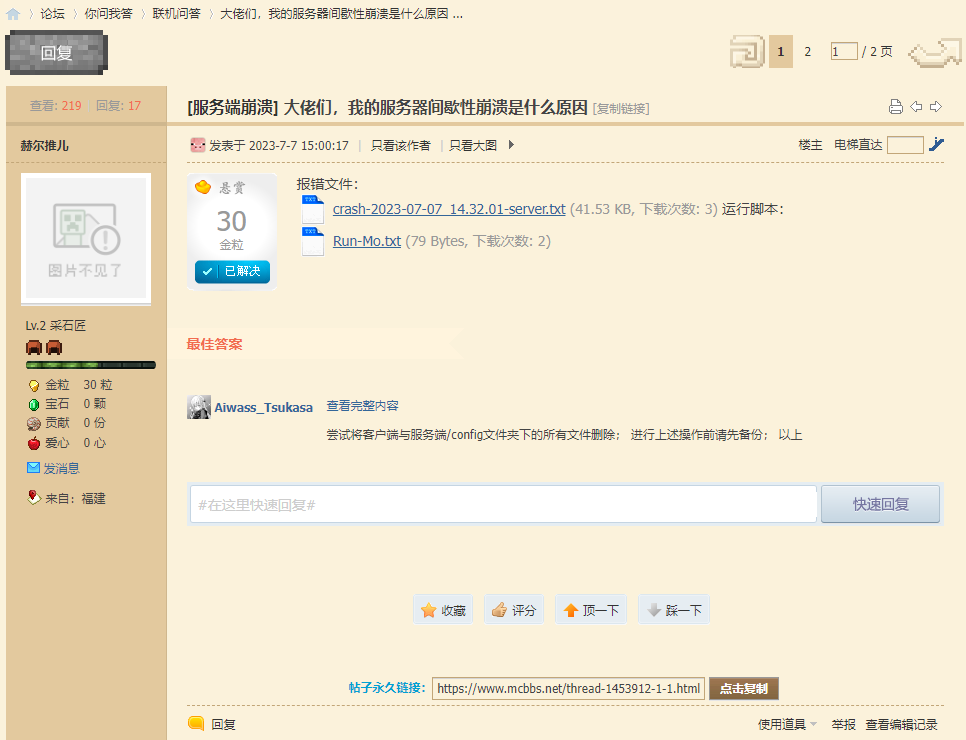 论坛 › 你问我答 › 联机问答 › 大佬们，我的服务器间歇性崩溃是什么原因 ...
回复
1 2 1 / 2 页
查看: 219 回复: 17
[服务端崩溃] 大佬们，我的服务器间歇性崩溃是什么原因 [复制链接]
赫尔推儿
发表于 2023-7-7 15:00:17 | 只看该作者 | 只看大图
楼主 电梯直达
悬赏
30
金粒
已解决
报错文件：
crash-2023-07-07_14.32.01-server.txt (41.53 KB, 下载次数: 3) 运行脚本：
Run-Mo.txt (79 Bytes, 下载次数: 2)
图片不见了
Lv.2 采石匠
金粒 30 粒
宝石 0 颗
贡献 0 份
爱心 0 心
发消息
来自：福建
最佳答案
Aiwass_Tsukasa 查看完整内容
尝试将客户端与服务端/config文件夹下的所有文件删除； 进行上述操作前请先备份； 以上
#在这里快速回复#
快速回复
收藏 评分 顶一下 踩一下
帖子永久链接: https://www.mcbbs.net/thread-1453912-1-1.html 点击复制
回复
使用道具 举报 查看编辑记录